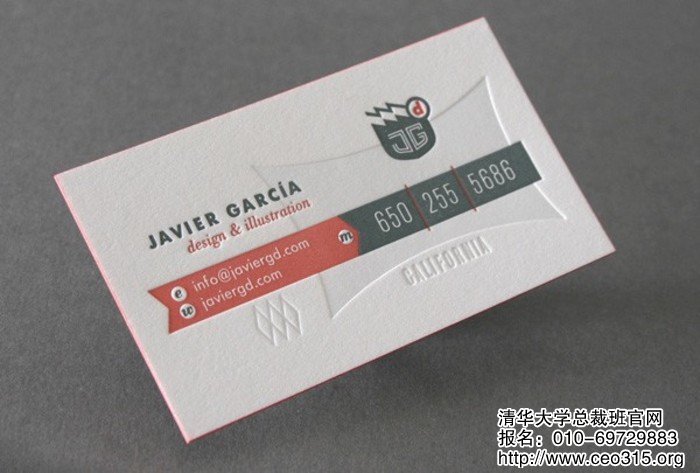 d
JG
JAVIER GARCÍA
design & illustration
e info@javiergd.com
w javiergd.com
m 650 255 5686
CALIFORNIA
清华大学总裁班官网
报名：010-69729883
http://www.ceo315.org